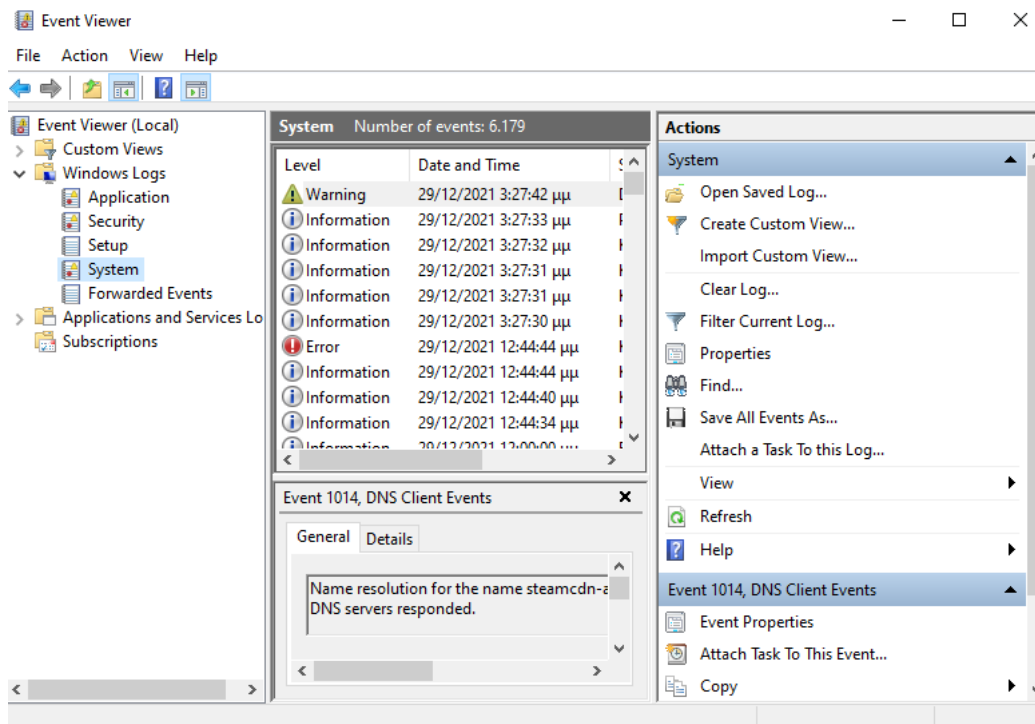 Event Viewer
File Action View Help
Event Viewer (Local)
Custom Views
Windows Logs
Application
Security
Setup
System
Forwarded Events
Applications and Services Lo
Subscriptions
System Number of events: 6.179
Level Date and Time
Warning 29/12/2021 3:27:42 μμ
Information 29/12/2021 3:27:33 μμ
Information 29/12/2021 3:27:32 μμ
Information 29/12/2021 3:27:31 μμ
Information 29/12/2021 3:27:31 μμ
Information 29/12/2021 3:27:30 μμ
Error 29/12/2021 12:44:44 μμ
Information 29/12/2021 12:44:44 μμ
Information 29/12/2021 12:44:40 μμ
Information 29/12/2021 12:44:34 μμ
Information 29/12/2021 12:00:00 μμ
Event 1014, DNS Client Events
General Details
Name resolution for the name steamcdn-a
DNS servers responded.
Actions
System
Open Saved Log...
Create Custom View...
Import Custom View...
Clear Log...
Filter Current Log...
Properties
Find...
Save All Events As...
Attach a Task To this Log...
View
Refresh
Help
Event 1014, DNS Client Events
Event Properties
Attach Task To This Event...
Copy